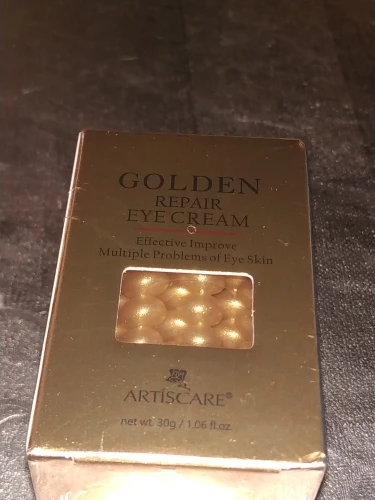 GOLDEN
REPAIR
EYE CREAM
Effective Improve
Multiple Problems of Eye Skin
ARTISCARE®
net wt. 30g / 1.06 fl.oz.